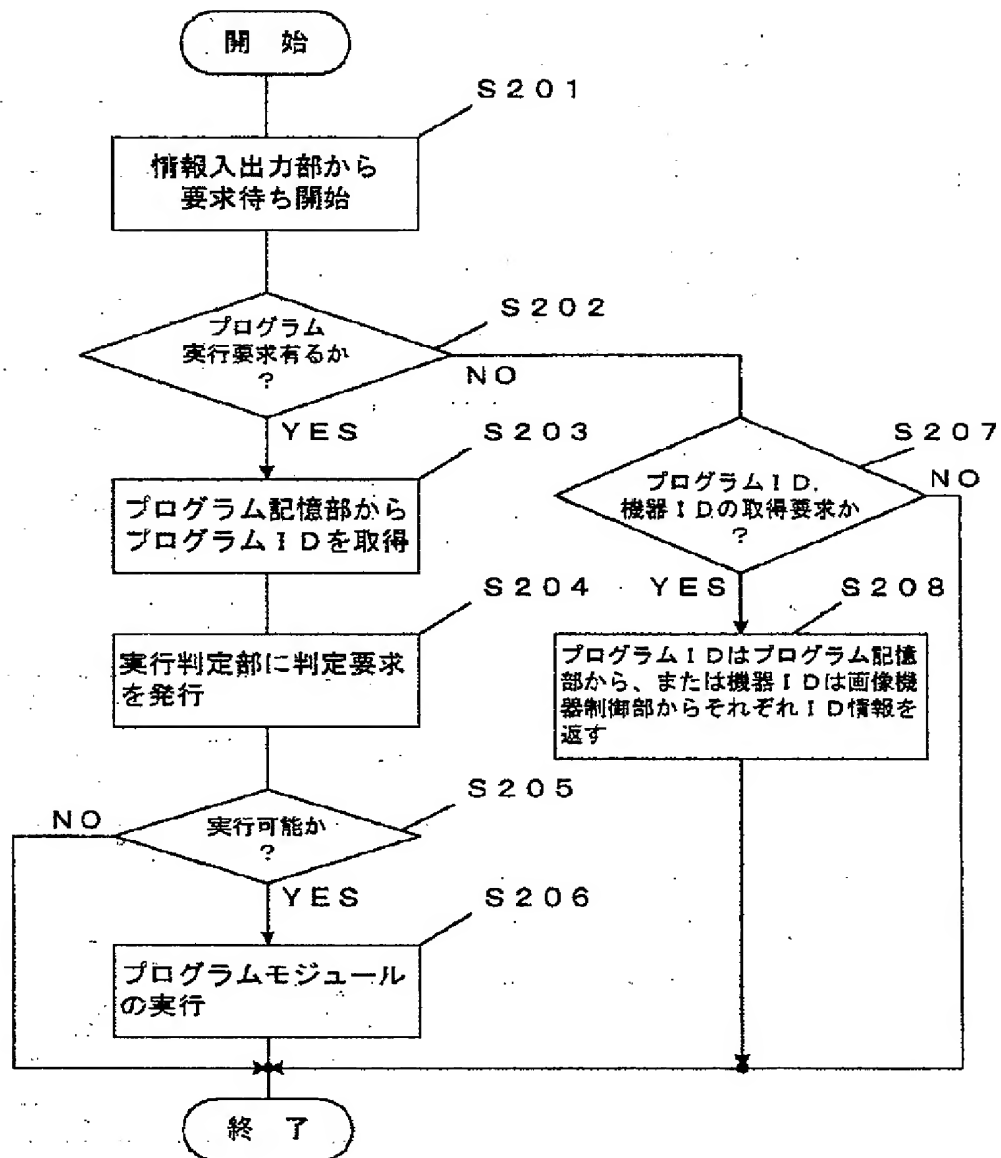 開 始
S201
情報入出力部から
要求待ち開始
S202
プログラム
実行要求有るか
?
NO
YES
S203
プログラム記憶部から
プログラムIDを取得
S204
実行判定部に判定要求
を発行
S205
実行可能か
?
NO
YES
S206
プログラムモジュール
の実行
S207
プログラムID.
機器IDの取得要求か
?
NO
YES
S208
プログラムIDはプログラム記憶
部から、または機器IDは画像機
器制御部からそれぞれID情報を
返す
終 了